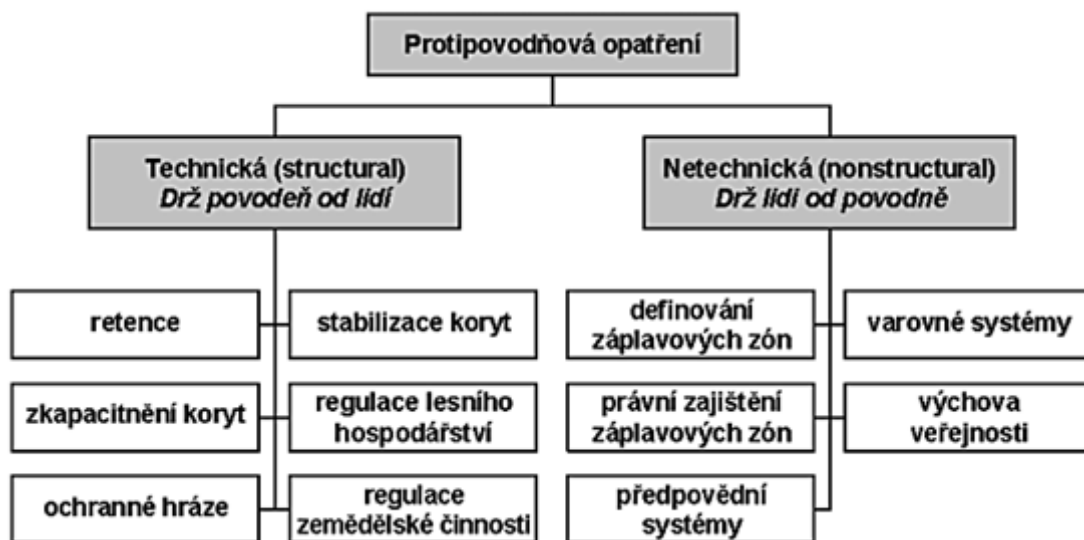 Protipovodňová opatření
Technická (structural)
Drž povodeň od lidí
Netechnická (nonstructural)
Drž lidi od povodně
retence
stabilizace koryt
zkapacitnění koryt
regulace lesního
hospodářství
ochranné hráze
regulace
zemědělské činnosti
definování
záplavových zón
varovné systémy
právní zajištění
záplavových zón
výchova
veřejnosti
předpovědní
systémy